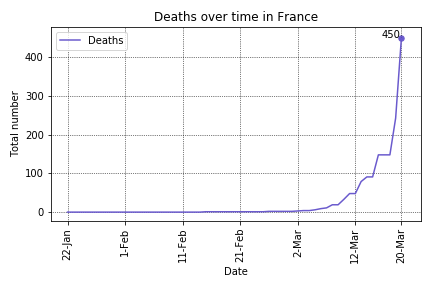 Deaths over time in France
450
Deaths
400
300
200
100
0
Total number
22-Jan
1-Feb
11-Feb
21-Feb
2-Mar
12-Mar
20-Mar
Date